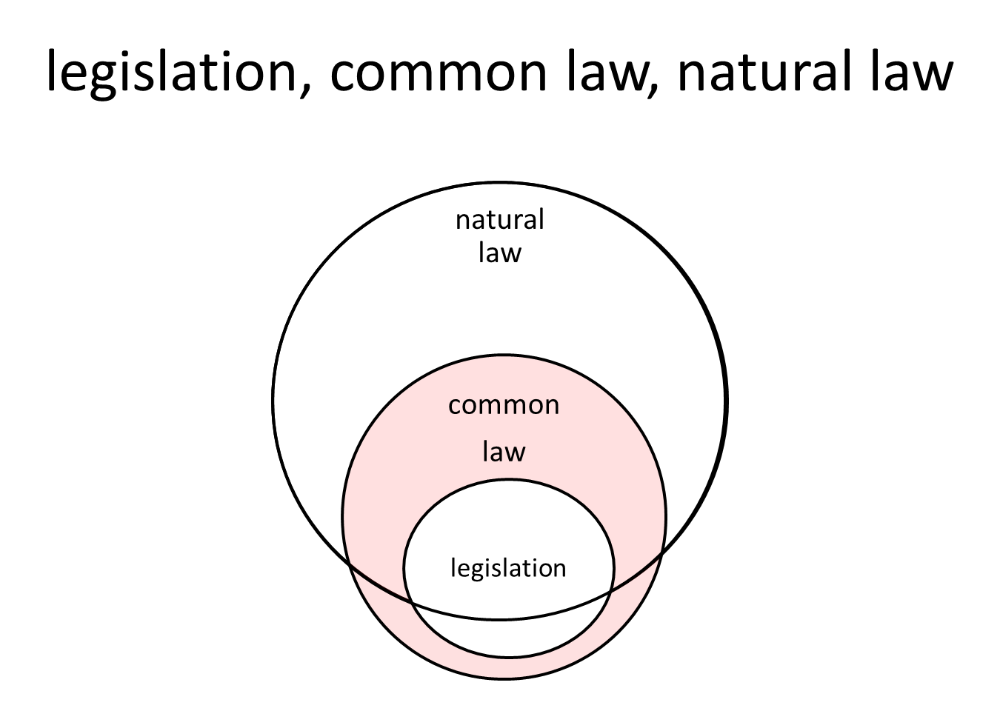 legislation, common law, natural law
natural
law
common
law
legislation